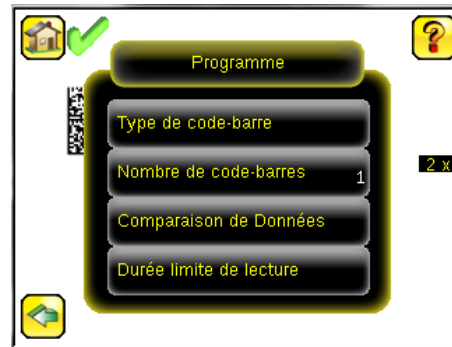 Programme
Type de code-barre
Nombre de code-barres 1
2 x
Comparaison de Données
Durée limite de lecture